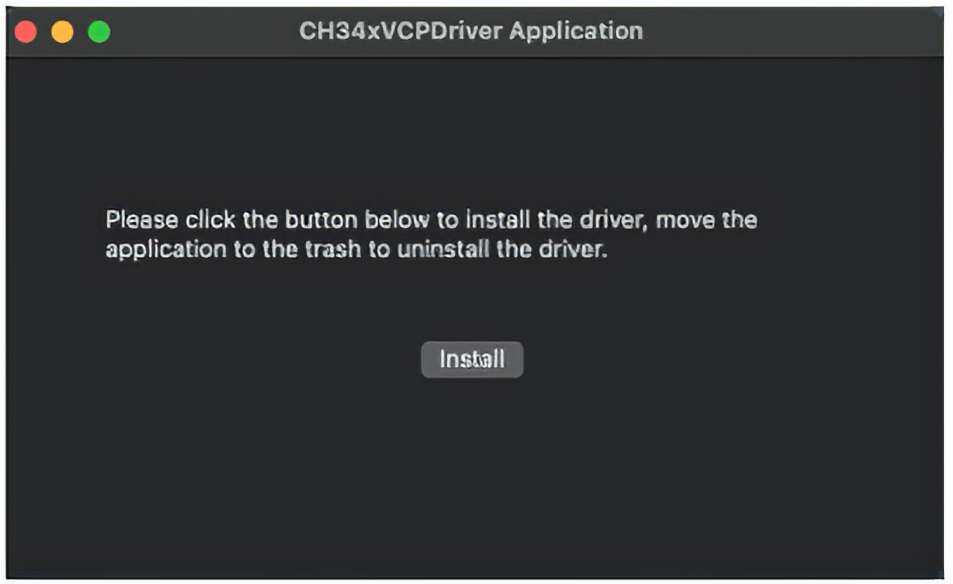 CH34xVCPDriver Application
Please click the button below to install the driver, move the
application to the trash to uninstall the driver.
Install